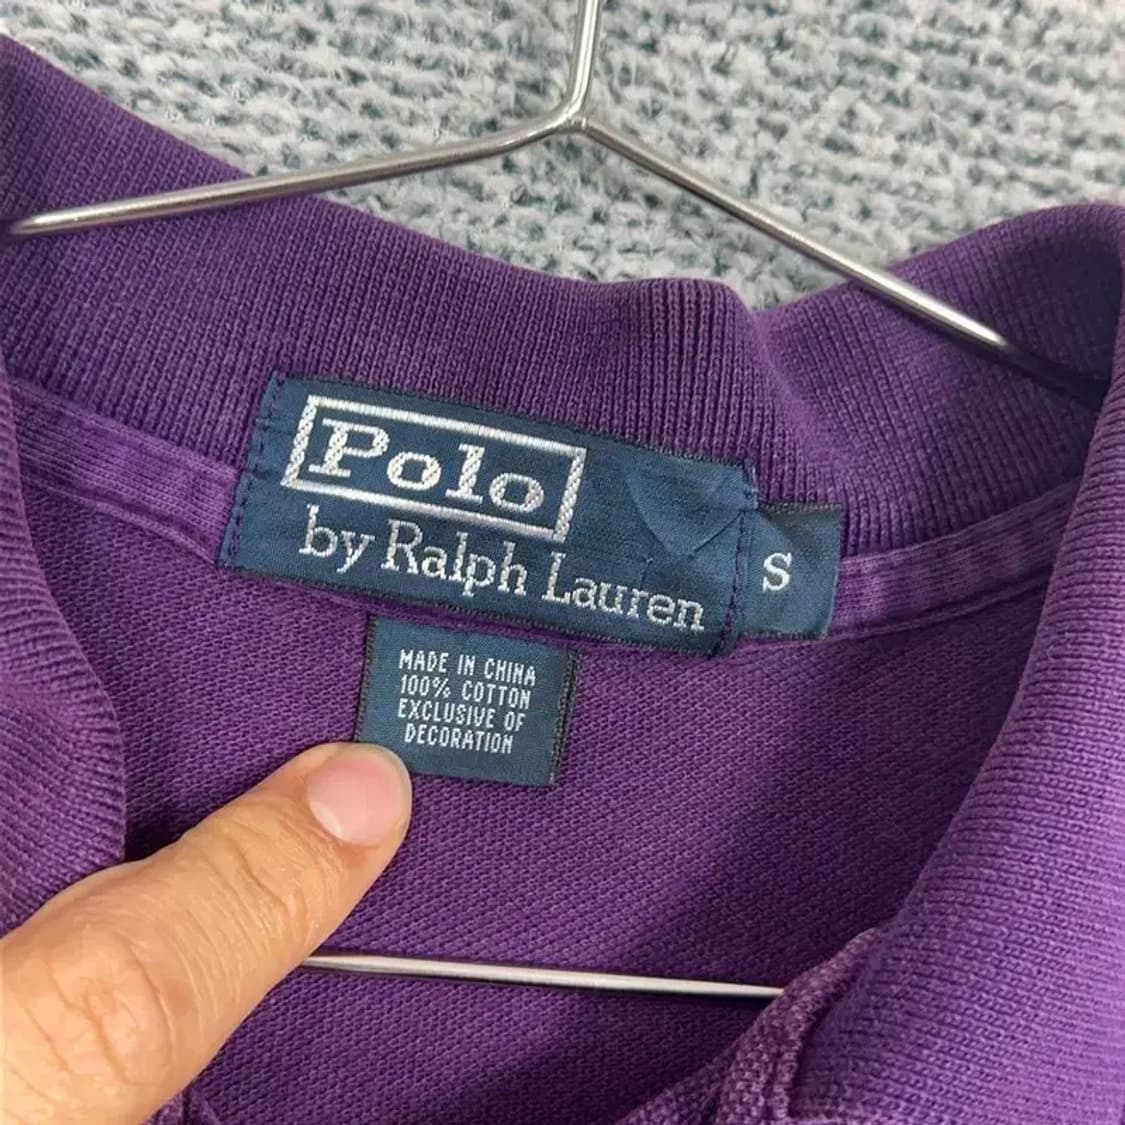 Polo
by Ralph Lauren
S
MADE IN CHINA
100% COTTON
EXCLUSIVE OF
DECORATION